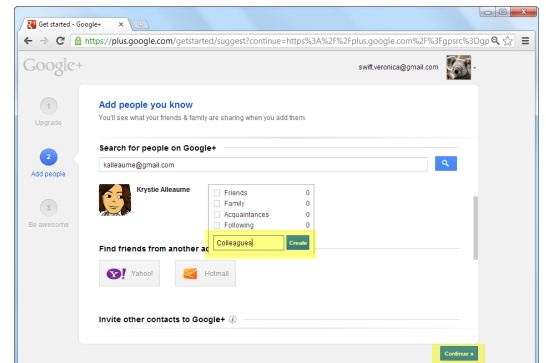 Get started - Google+
https://plus.google.com/getstarted/suggest?continue=https%3A%2F%2Fplus.google.com%2F%3Fgpsrc%3Dgp
Google+
swift.veronica@gmail.com
1
Upgrade
2
Add people
3
Be awesome
Add people you know
You'll see what your friends & family are sharing when you add them.
Search for people on Google+
kalleaume@gmail.com
Krystie Alleaume
Friends 0
Family 0
Acquaintances 0
Following 0
Colleagues Create
Find friends from another ac
Yahoo! Hotmail
Invite other contacts to Google+
Continue »